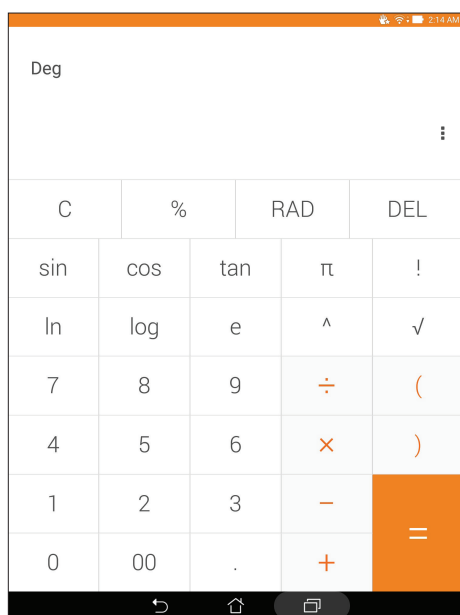 2:14 AM
Deg
C % RAD DEL
sin cos tan π !
ln log e ^ √
7 8 9 ÷ (
4 5 6 × )
1 2 3 −
=
0 00 . +